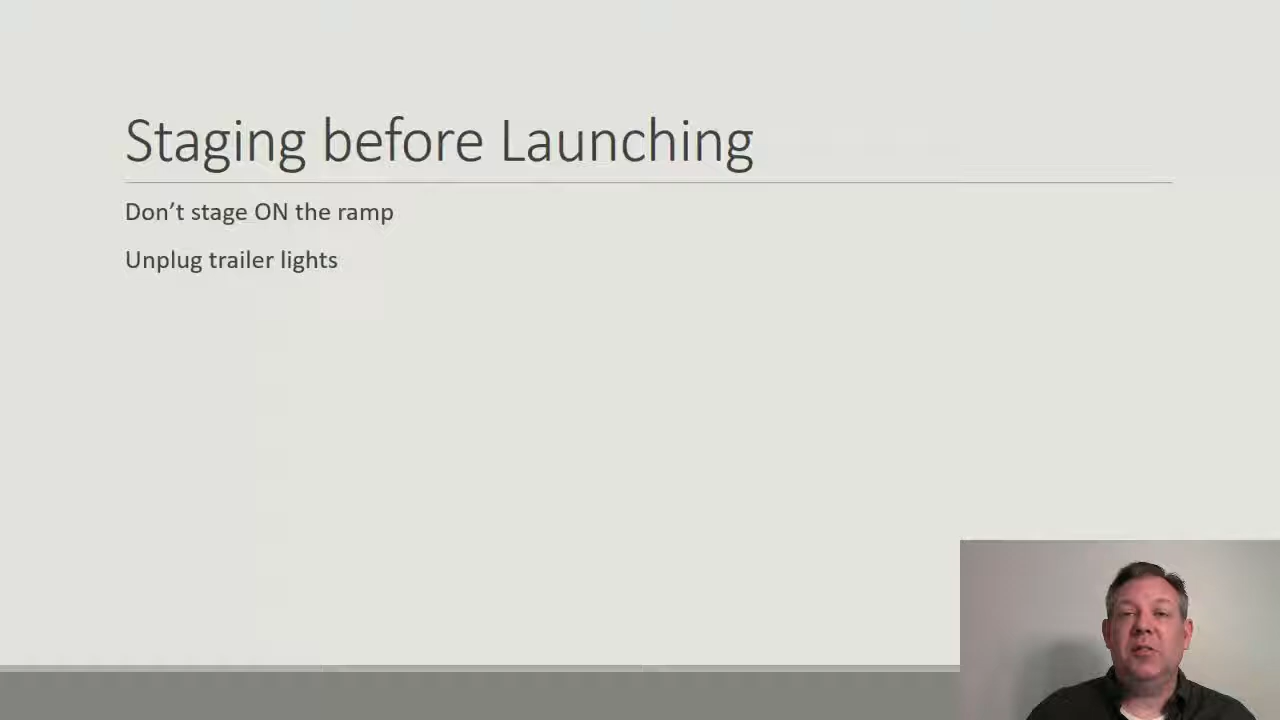 Staging before Launching
Don’t stage ON the ramp
Unplug trailer lights